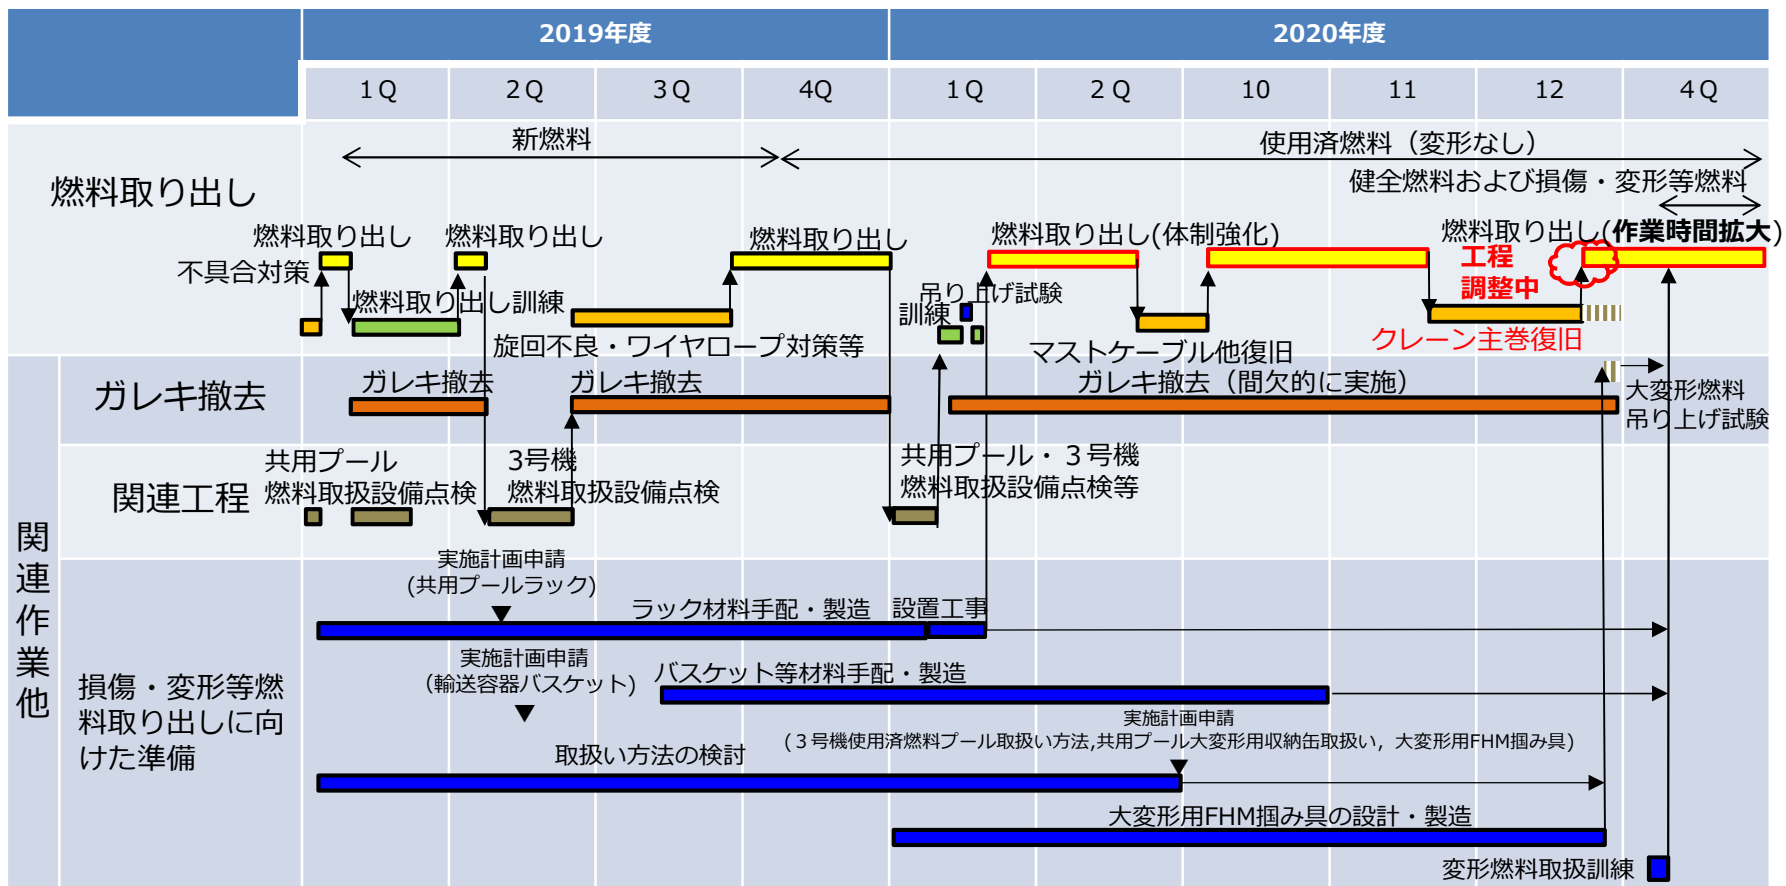 2019年度
2020年度
1Q
2Q
3Q
4Q
1Q
2Q
10
11
12
4Q
燃料取り出し
新燃料
使用済燃料（変形なし）
健全燃料および損傷・変形等燃料
燃料取り出し
燃料取り出し
燃料取り出し
燃料取り出し(体制強化)
燃料取り出し(作業時間拡大)
不具合対策
燃料取り出し訓練
吊り上げ試験
訓練
工程
調整中
旋回不良・ワイヤロープ対策等
マストケーブル他復旧
クレーン主巻復旧
関連作業他
ガレキ撤去
ガレキ撤去
ガレキ撤去
ガレキ撤去（間欠的に実施）
大変形燃料
吊り上げ試験
関連工程
共用プール
燃料取扱設備点検
3号機
燃料取扱設備点検
共用プール・３号機
燃料取扱設備点検等
損傷・変形等燃
料取り出しに向
けた準備
実施計画申請
(共用プールラック)
ラック材料手配・製造
設置工事
実施計画申請
(輸送容器バスケット)
バスケット等材料手配・製造
実施計画申請
(３号機使用済燃料プール取扱い方法,共用プール大変形用収納缶取扱い，大変形用FHM掴み具)
取扱い方法の検討
大変形用FHM掴み具の設計・製造
変形燃料取扱訓練